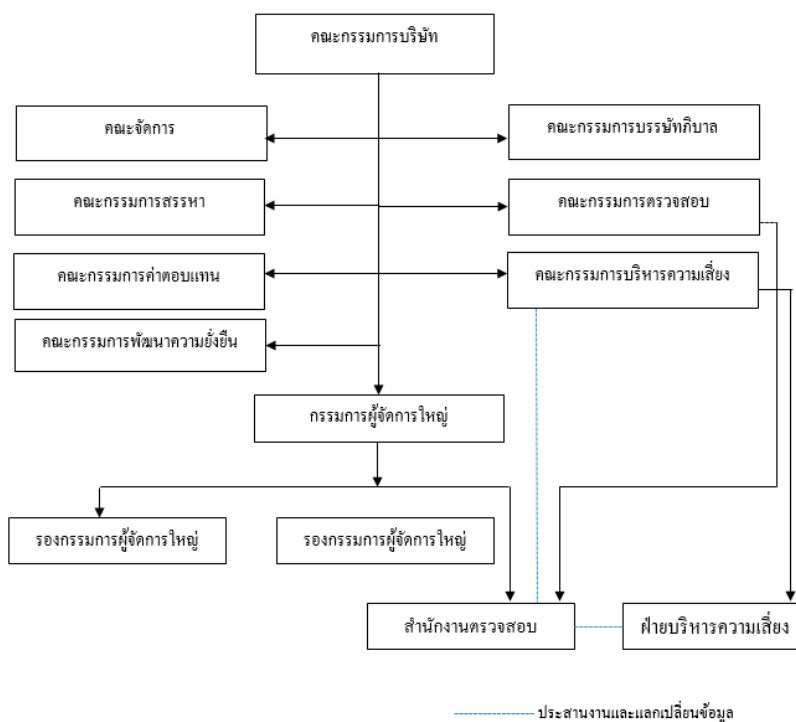 คณะกรรมการบริษัท
คณะจัดการ
คณะกรรมการบรรษัทภิบาล
คณะกรรมการสรรหา
คณะกรรมการตรวจสอบ
คณะกรรมการค่าตอบแทน
คณะกรรมการบริหารความเสี่ยง
คณะกรรมการพัฒนาความยั่งยืน
กรรมการผู้จัดการใหญ่
รองกรรมการผู้จัดการใหญ่
รองกรรมการผู้จัดการใหญ่
สำนักงานตรวจสอบ
ฝ่ายบริหารความเสี่ยง
ประสานงานและแลกเปลี่ยนข้อมูล